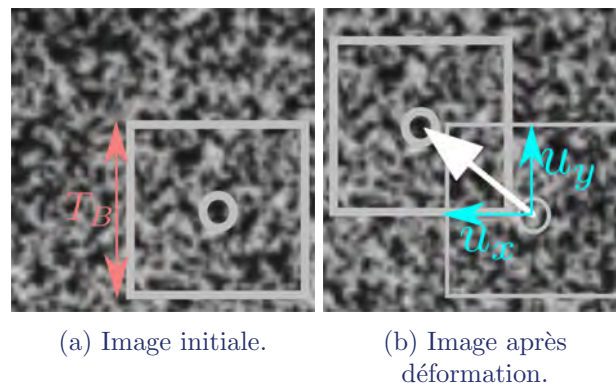 T_B
u_y
u_x
(a) Image initiale.
(b) Image après
déformation.